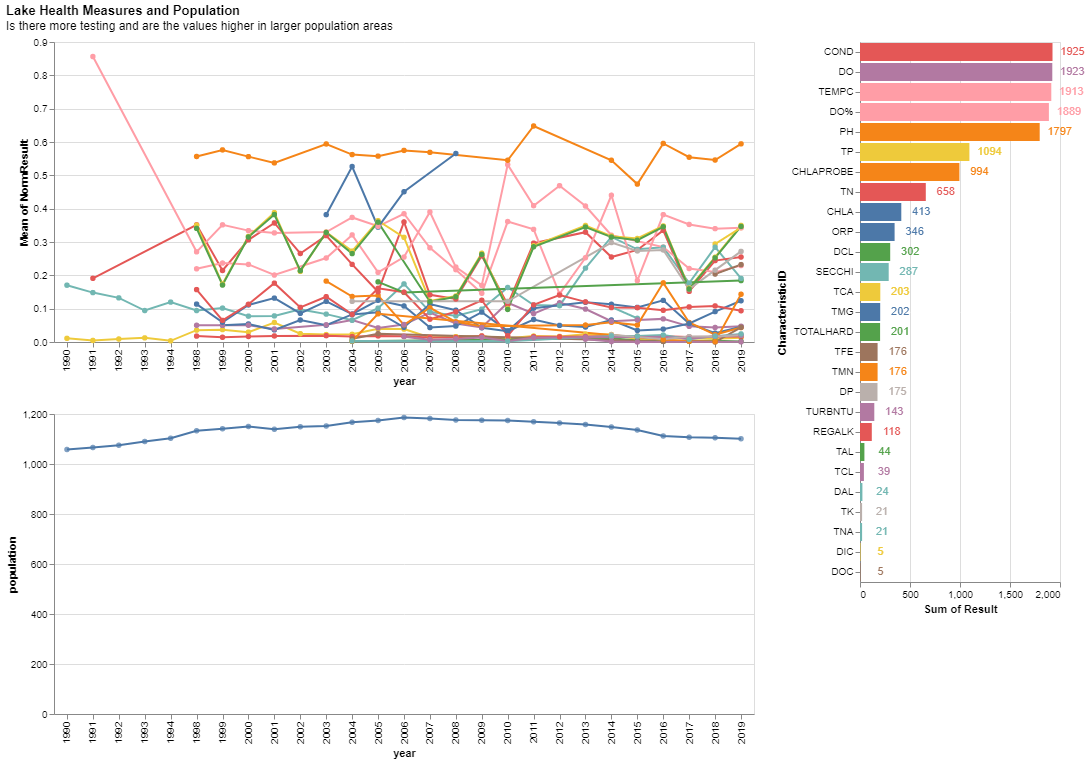 Lake Health Measures and Population
Is there more testing and are the values higher in larger population areas
Mean of NormResult
0.9
0.8
0.7
0.6
0.5
0.4
0.3
0.2
0.1
0.0
1990 1991 1992 1993 1994 1996 1998 1999 2000 2001 2002 2003 2004 2005 2006 2007 2008 2009 2010 2011 2012 2013 2014 2015 2016 2017 2018 2019
year
population
1,200
1,000
800
600
400
200
0
1990 1991 1992 1993 1994 1996 1998 1999 2000 2001 2002 2003 2004 2005 2006 2007 2008 2009 2010 2011 2012 2013 2014 2015 2016 2017 2018 2019
year
CharacteristicID
COND 1925
DO 1923
TEMPC 1913
DO% 1889
PH 1797
TP 1094
CHLAPROBE 994
TN 658
CHLA 413
ORP 346
DCL 302
SECCHI 287
TCA 203
TMG 202
TOTALHARD 201
TFE 176
TMN 176
DP 175
TURBNTU 143
REGALK 118
TAL 44
TCL 39
DAL 24
TK 21
TNA 21
DIC 5
DOC 5
0 500 1,000 1,500 2,000
Sum of Result